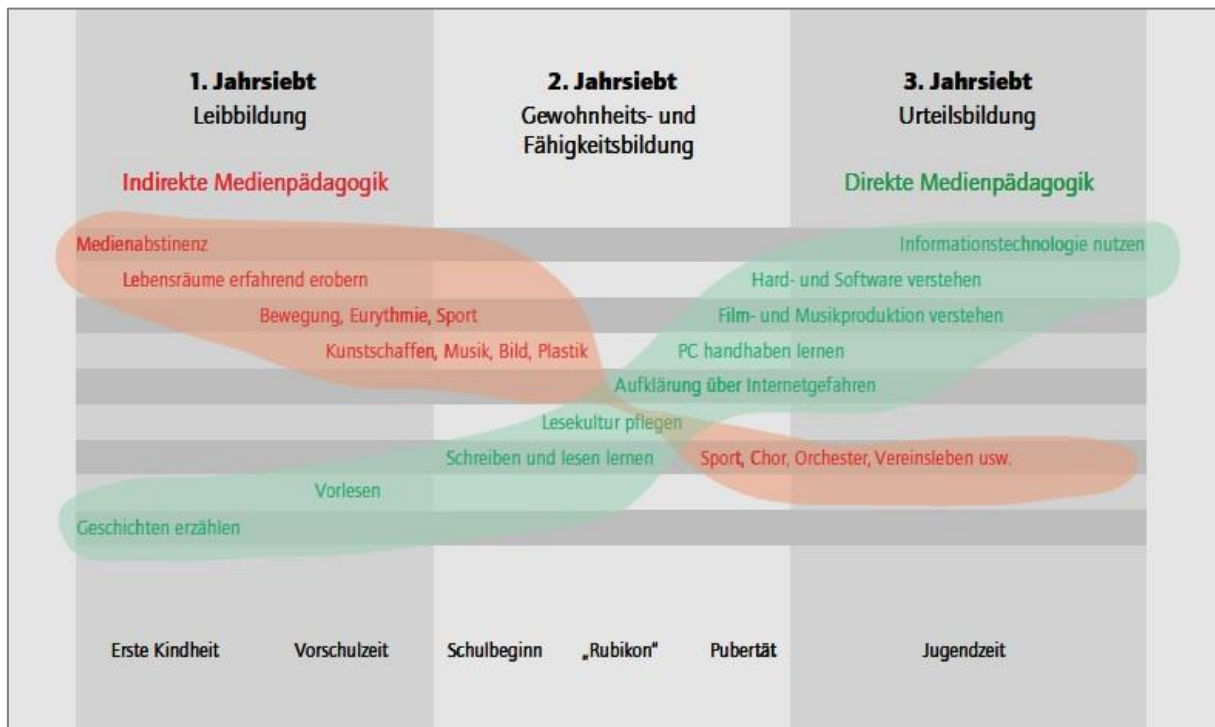 1. Jahrsiebt
Leibbildung
2. Jahrsiebt
Gewohnheits- und
Fähigkeitsbildung
3. Jahrsiebt
Urteilsbildung
Indirekte Medienpädagogik
Direkte Medienpädagogik
Medienabstinenz
Informationstechnologie nutzen
Lebensräume erfahrend erobern
Hard- und Software verstehen
Bewegung, Eurythmie, Sport
Film- und Musikproduktion verstehen
Kunstschaffen, Musik, Bild, Plastik
PC handhaben lernen
Aufklärung über Internetgefahren
Lesekultur pflegen
Schreiben und lesen lernen
Sport, Chor, Orchester, Vereinsleben usw.
Vorlesen
Geschichten erzählen
Erste Kindheit
Vorschulzeit
Schulbeginn
„Rubikon“
Pubertät
Jugendzeit